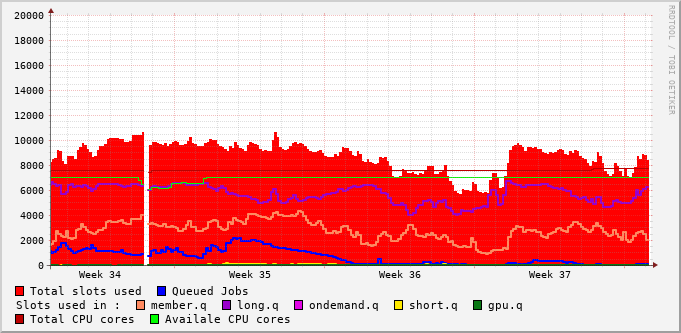 20000
18000
16000
14000
12000
10000
8000
6000
4000
2000
0
Week 34 Week 35 Week 36 Week 37
Total slots used Queued Jobs
Slots used in : member.q long.q ondemand.q short.q gpu.q
Total CPU cores Availale CPU cores
RRDTOOL / TOBI OETIKER